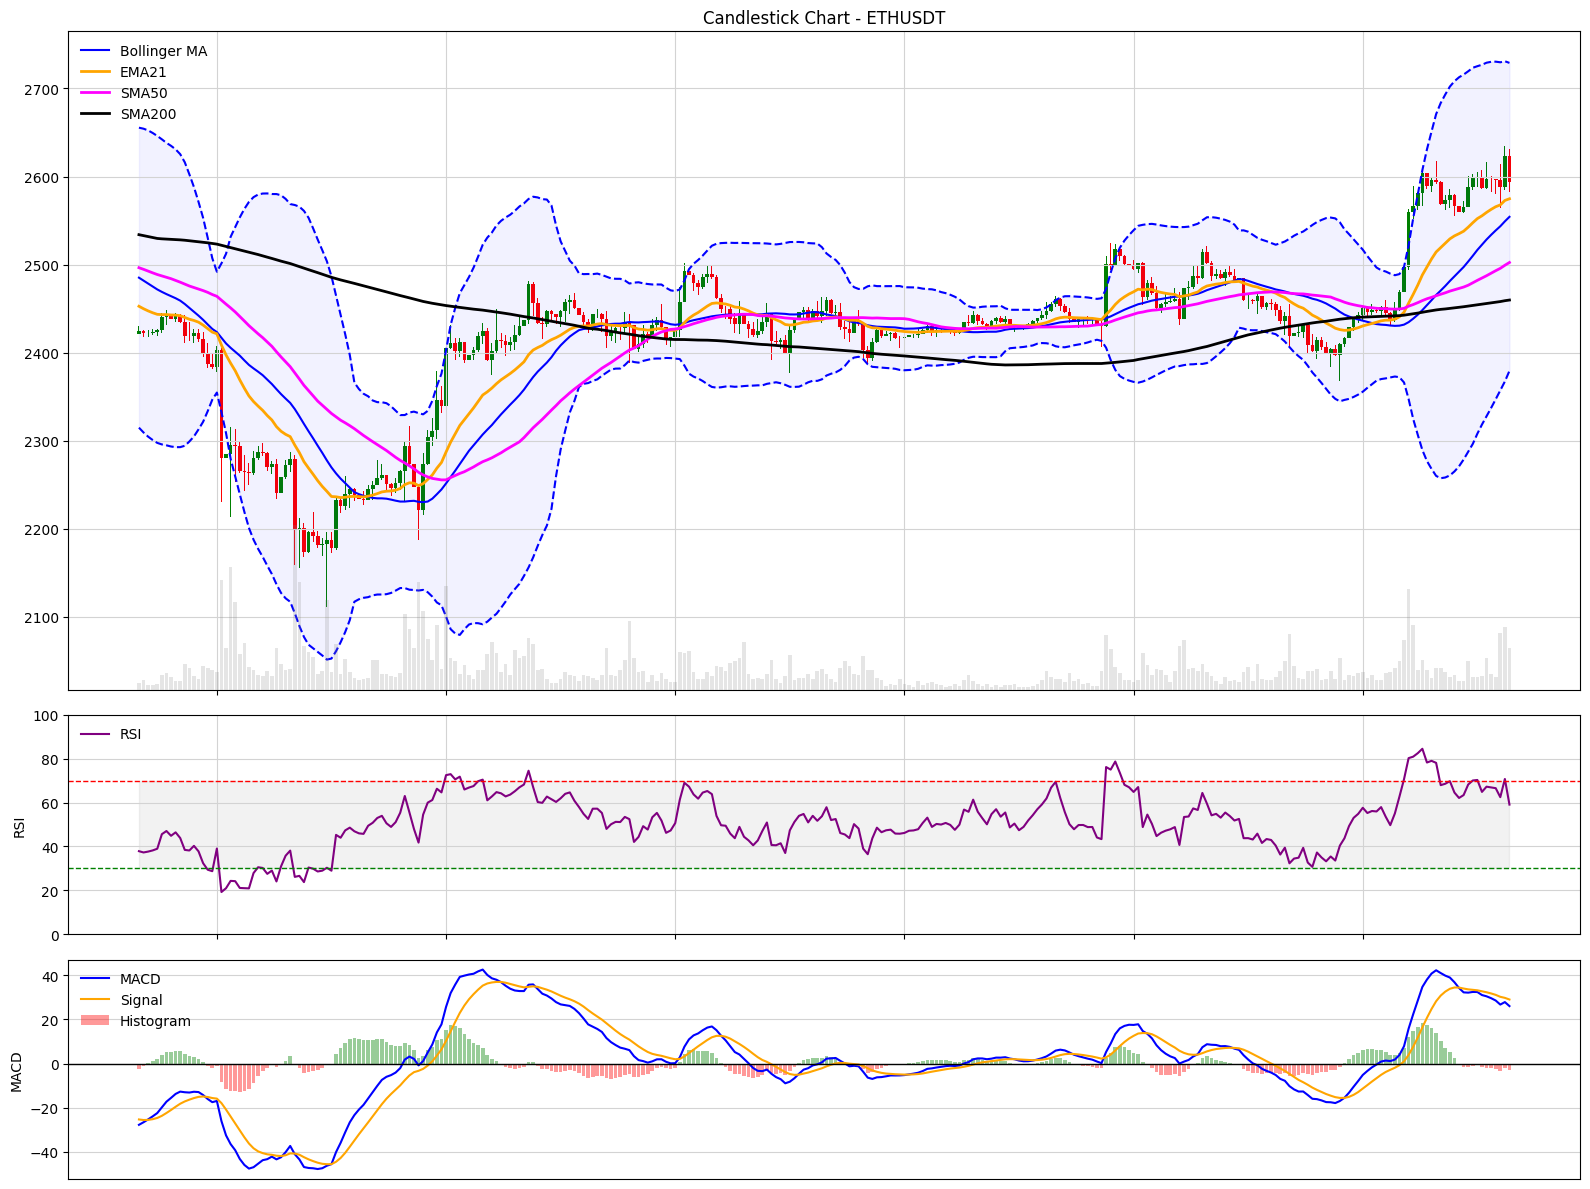 Candlestick Chart - ETHUSDT
Bollinger MA
EMA21
SMA50
SMA200
2700
2600
2500
2400
2300
2200
2100
RSI
100
80
60
40
20
0
RSI
MACD
Signal
Histogram
40
20
0
−20
−40
MACD